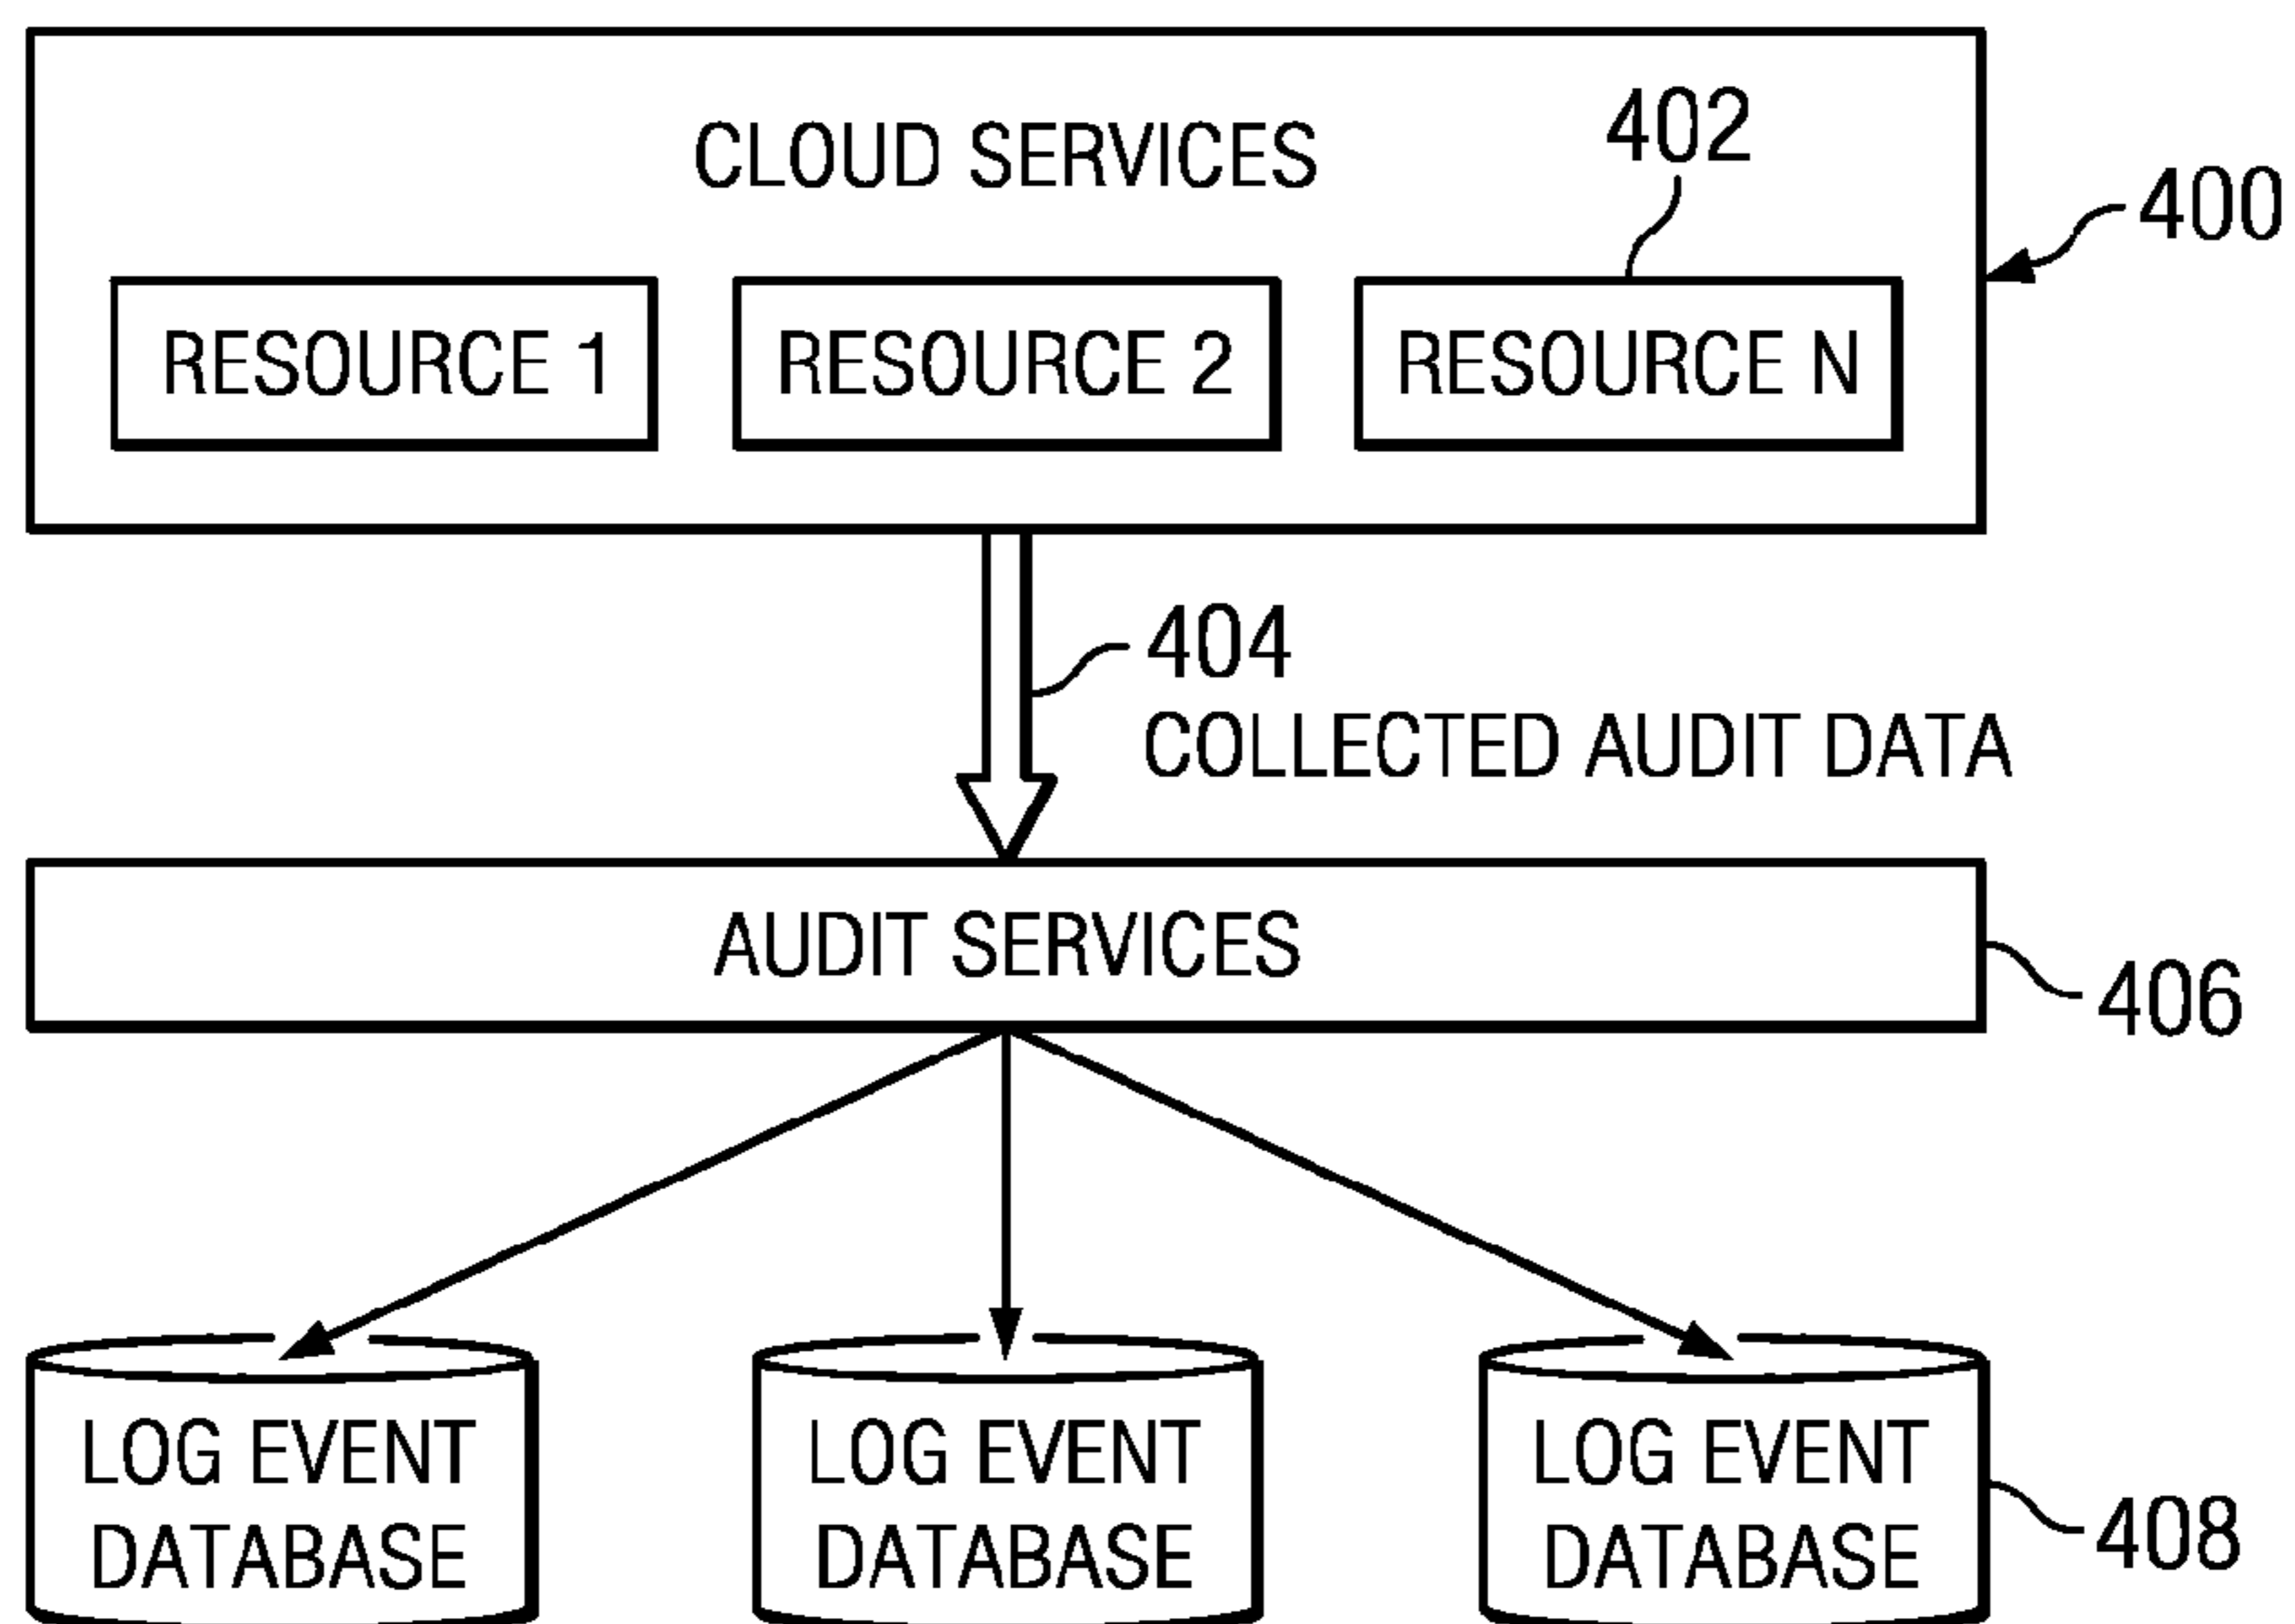 CLOUD SERVICES
402
400
RESOURCE 1
RESOURCE 2
RESOURCE N
404
COLLECTED AUDIT DATA
AUDIT SERVICES
406
LOG EVENT
DATABASE
LOG EVENT
DATABASE
LOG EVENT
DATABASE
408